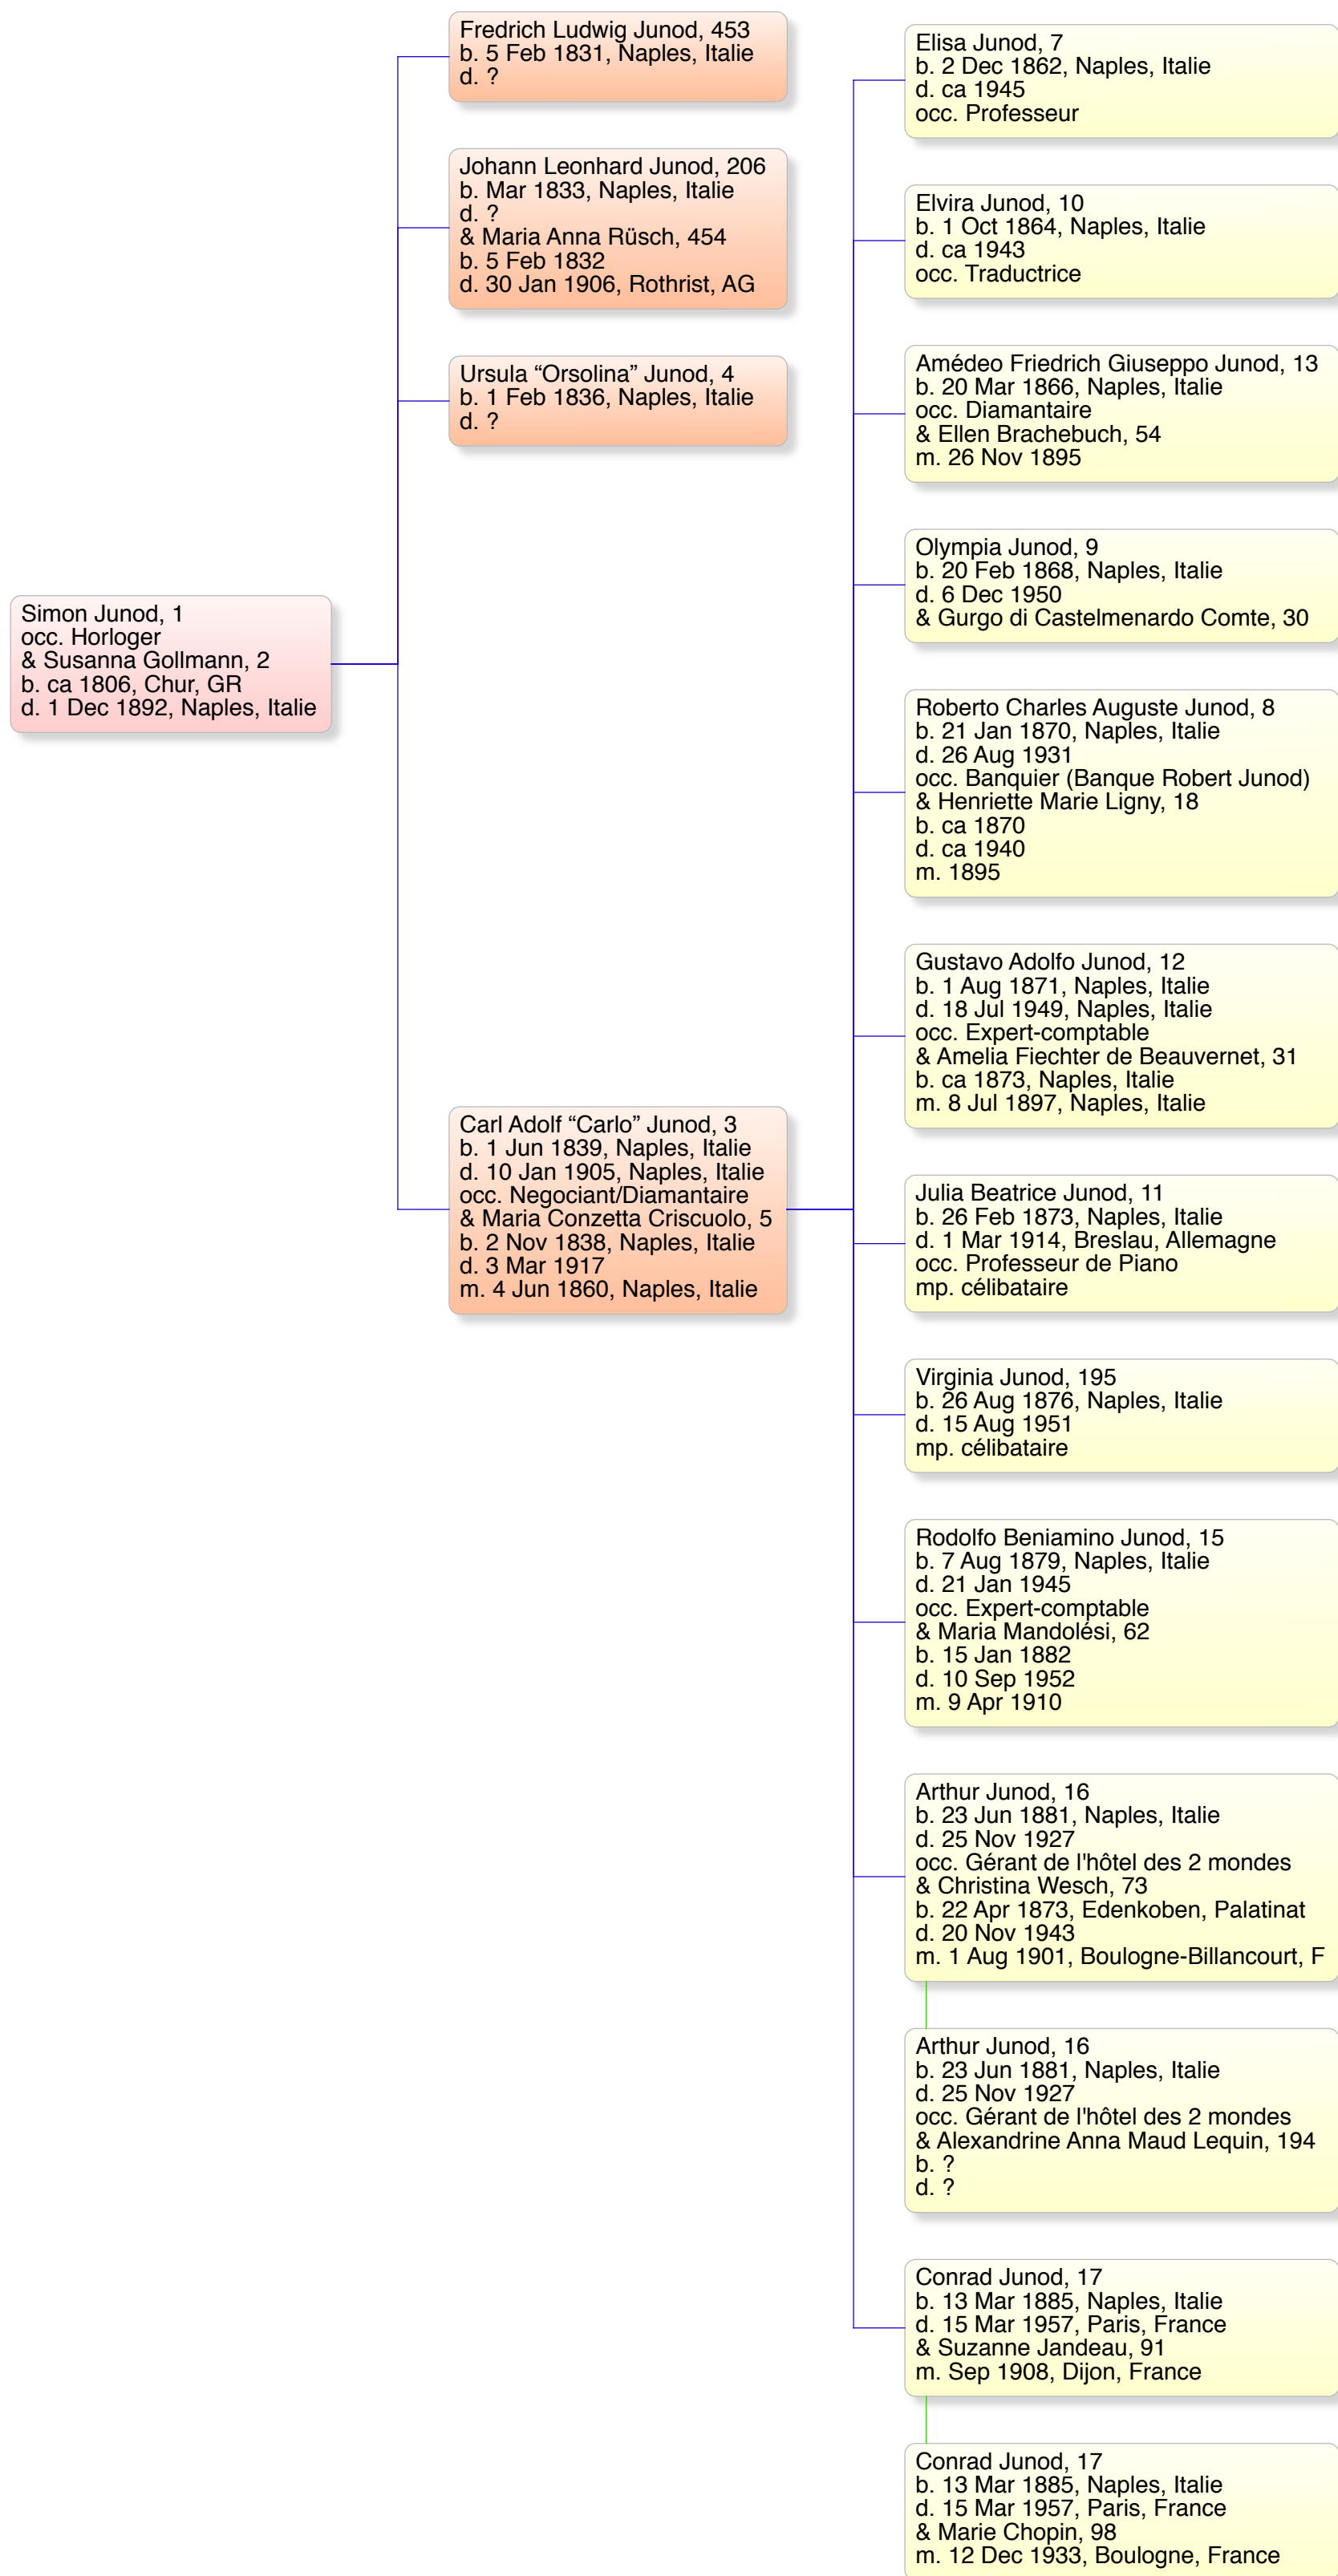 Simon Junod, 1
occ. Horloger
& Susanna Gollmann, 2
b. ca 1806, Chur, GR
d. 1 Dec 1892, Naples, Italie
Fredrich Ludwig Junod, 453
b. 5 Feb 1831, Naples, Italie
d. ?
Johann Leonhard Junod, 206
b. Mar 1833, Naples, Italie
d. ?
& Maria Anna Rüsch, 454
b. 5 Feb 1832
d. 30 Jan 1906, Rothrist, AG
Ursula “Orsolina” Junod, 4
b. 1 Feb 1836, Naples, Italie
d. ?
Carl Adolf “Carlo” Junod, 3
b. 1 Jun 1839, Naples, Italie
d. 10 Jan 1905, Naples, Italie
occ. Negociant/Diamantaire
& Maria Conzetta Criscuolo, 5
b. 2 Nov 1838, Naples, Italie
d. 3 Mar 1917
m. 4 Jun 1860, Naples, Italie
Elisa Junod, 7
b. 2 Dec 1862, Naples, Italie
d. ca 1945
occ. Professeur
Elvira Junod, 10
b. 1 Oct 1864, Naples, Italie
d. ca 1943
occ. Traductrice
Amédeo Friedrich Giuseppo Junod, 13
b. 20 Mar 1866, Naples, Italie
occ. Diamantaire
& Ellen Brachebuch, 54
m. 26 Nov 1895
Olympia Junod, 9
b. 20 Feb 1868, Naples, Italie
d. 6 Dec 1950
& Gurgo di Castelmenardo Comte, 30
Roberto Charles Auguste Junod, 8
b. 21 Jan 1870, Naples, Italie
d. 26 Aug 1931
occ. Banquier (Banque Robert Junod)
& Henriette Marie Ligny, 18
b. ca 1870
d. ca 1940
m. 1895
Gustavo Adolfo Junod, 12
b. 1 Aug 1871, Naples, Italie
d. 18 Jul 1949, Naples, Italie
occ. Expert-comptable
& Amelia Fiechter de Beauvernet, 31
b. ca 1873, Naples, Italie
m. 8 Jul 1897, Naples, Italie
Julia Beatrice Junod, 11
b. 26 Feb 1873, Naples, Italie
d. 1 Mar 1914, Breslau, Allemagne
occ. Professeur de Piano
mp. célibataire
Virginia Junod, 195
b. 26 Aug 1876, Naples, Italie
d. 15 Aug 1951
mp. célibataire
Rodolfo Beniamino Junod, 15
b. 7 Aug 1879, Naples, Italie
d. 21 Jan 1945
occ. Expert-comptable
& Maria Mandolési, 62
b. 15 Jan 1882
d. 10 Sep 1952
m. 9 Apr 1910
Arthur Junod, 16
b. 23 Jun 1881, Naples, Italie
d. 25 Nov 1927
occ. Gérant de l'hôtel des 2 mondes
& Christina Wesch, 73
b. 22 Apr 1873, Edenkoben, Palatinat
d. 20 Nov 1943
m. 1 Aug 1901, Boulogne-Billancourt, F
Arthur Junod, 16
b. 23 Jun 1881, Naples, Italie
d. 25 Nov 1927
occ. Gérant de l'hôtel des 2 mondes
& Alexandrine Anna Maud Lequin, 194
b. ?
d. ?
Conrad Junod, 17
b. 13 Mar 1885, Naples, Italie
d. 15 Mar 1957, Paris, France
& Suzanne Jandeau, 91
m. Sep 1908, Dijon, France
Conrad Junod, 17
b. 13 Mar 1885, Naples, Italie
d. 15 Mar 1957, Paris, France
& Marie Chopin, 98
m. 12 Dec 1933, Boulogne, France